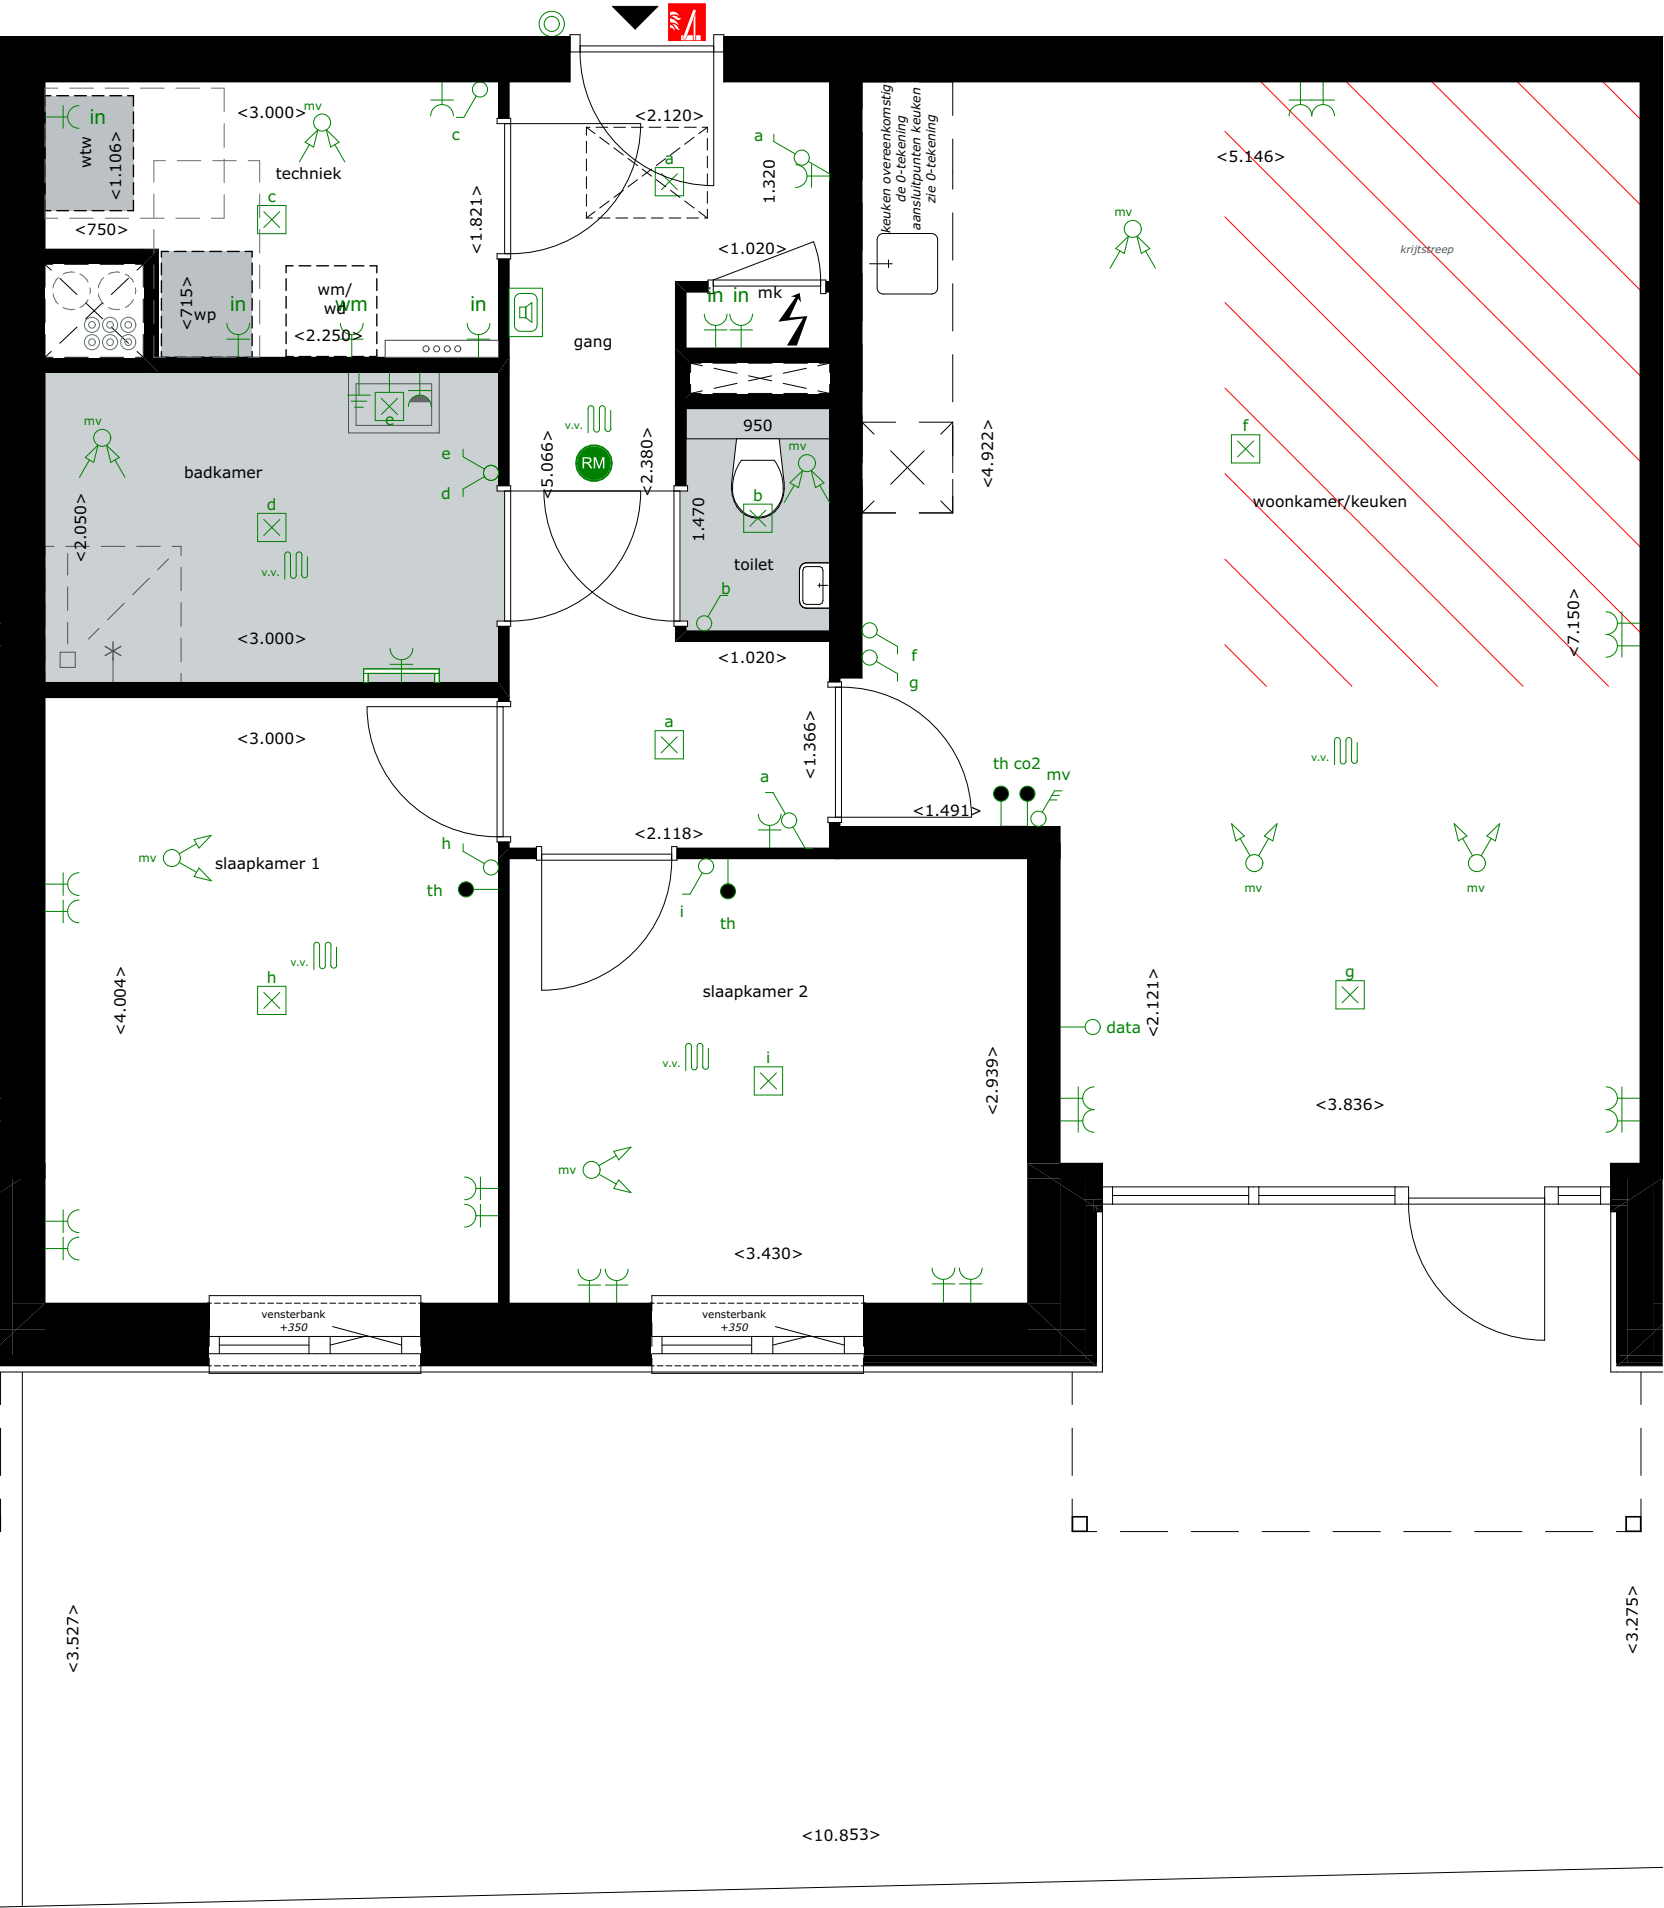 <3.000>
mv
in
wtw
<1.106>
techniek
c
c
<750>
<1.821>
<2.120>
a
a
1.320
<1.020>
mk
in in
keuken overeenkomstig
de 0-tekening
aansluitpunten keuken
zie 0-tekening
<5.146>
mv
krijtstreep
<715>
wp
in
wm/
wd
wm
in
<2.250>
gang
v.v.
RM
<5.066>
<2.380>
950
mv
b
1.470
toilet
b
<1.020>
<4.922>
f
woonkamer/keuken
<7.150>
mv
badkamer
e
e
d
d
<2.050>
v.v.
<3.000>
f
g
<3.000>
a
a
<1.366>
<2.118>
th co2
mv
<1.491>
v.v.
mv
mv
mv
slaapkamer 1
h
th
i
th
v.v.
h
<4.004>
slaapkamer 2
v.v.
i
<2.939>
mv
<3.430>
g
data
<2.121>
<3.836>
vensterbank
+350
vensterbank
+350
<3.527>
<3.275>
<10.853>